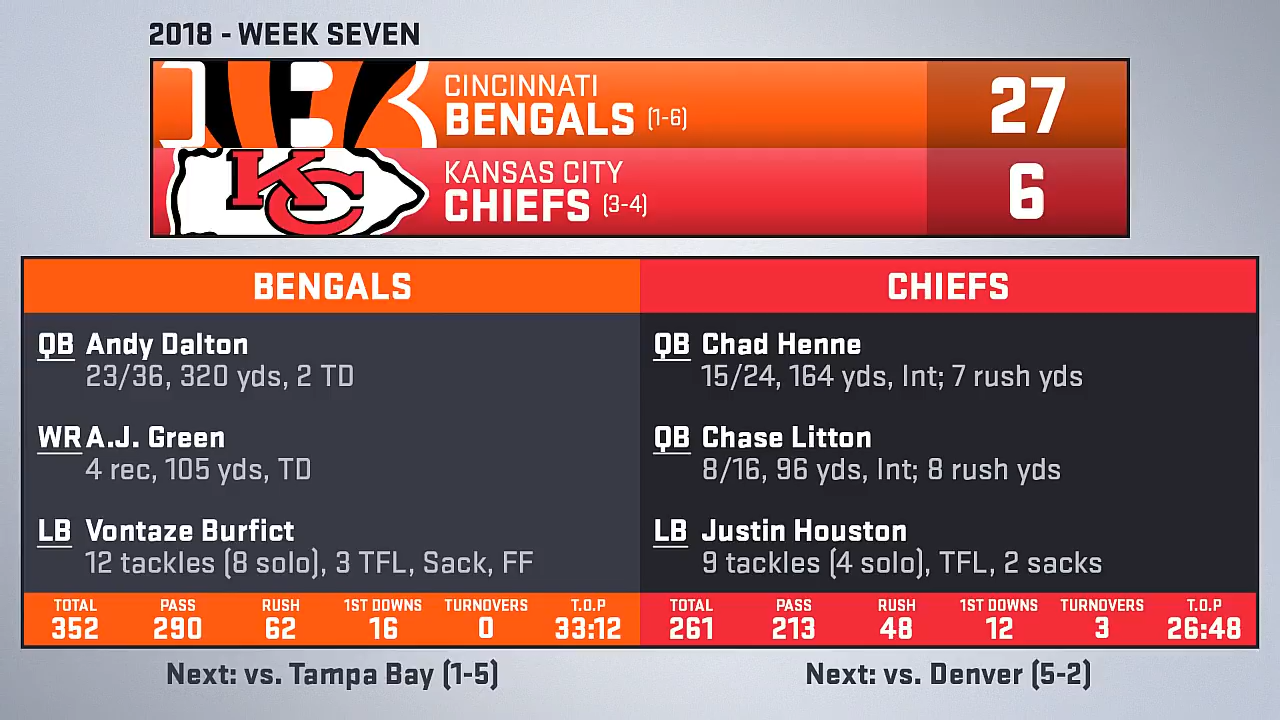 2018 - WEEK SEVEN
CINCINNATI
BENGALS (1-6)
27
KC
KANSAS CITY
CHIEFS (3-4)
6
BENGALS
QB Andy Dalton
23/36, 320 yds, 2 TD
WR A.J. Green
4 rec, 105 yds, TD
LB Vontaze Burfict
12 tackles (8 solo), 3 TFL, Sack, FF
TOTAL PASS RUSH 1ST DOWNS TURNOVERS T.O.P
352 290 62 16 0 33:12
Next: vs. Tampa Bay (1-5)
CHIEFS
QB Chad Henne
15/24, 164 yds, Int; 7 rush yds
QB Chase Litton
8/16, 96 yds, Int; 8 rush yds
LB Justin Houston
9 tackles (4 solo), TFL, 2 sacks
TOTAL PASS RUSH 1ST DOWNS TURNOVERS T.O.P
261 213 48 12 3 26:48
Next: vs. Denver (5-2)